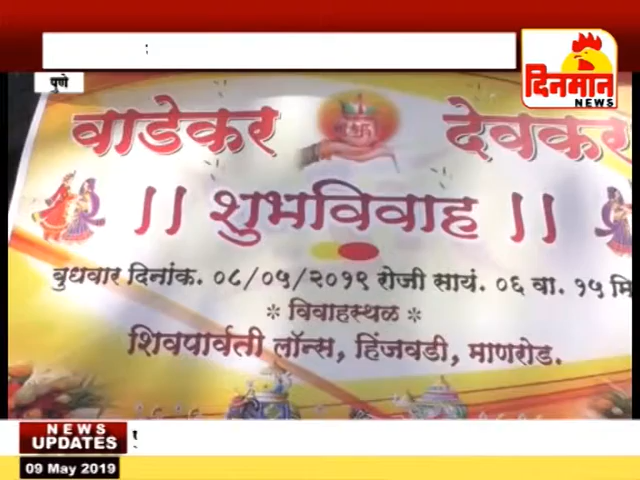 दिनमान
NEWS
पुणे
वाडेकर देवकर
|| शुभविवाह ||
बुधवार दिनांक. ०८/०५/२०१९ रोजी सायं. ०६ वा. १५ मि
* विवाहस्थळ *
शिवपार्वती लॉन्स, हिंजवडी, माणरोड.
NEWS
UPDATES
09 May 2019